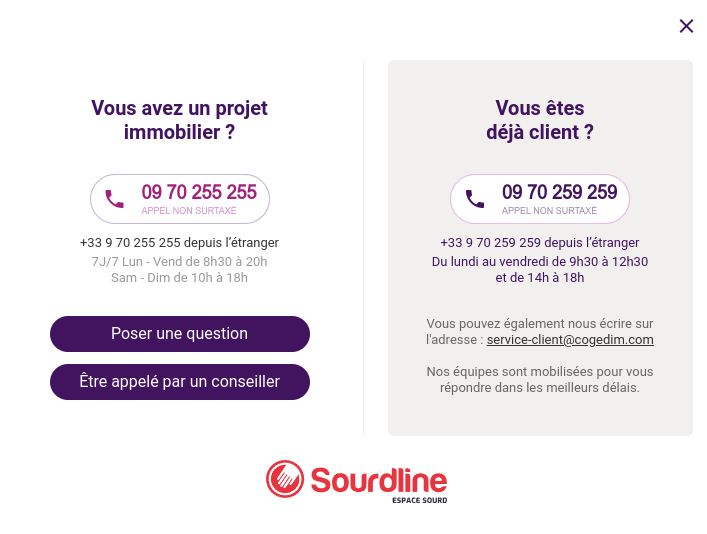 Vous avez un projet
immobilier ?
09 70 255 255
APPEL NON SURTAXÉ
+33 9 70 255 255 depuis l’étranger
7J/7 Lun - Vend de 8h30 à 20h
Sam - Dim de 10h à 18h
Poser une question
Être appelé par un conseiller
Vous êtes
déjà client ?
09 70 259 259
APPEL NON SURTAXÉ
+33 9 70 259 259 depuis l’étranger
Du lundi au vendredi de 9h30 à 12h30
et de 14h à 18h
Vous pouvez également nous écrire sur
l'adresse : service-client@cogedim.com
Nos équipes sont mobilisées pour vous
répondre dans les meilleurs délais.
Sourdline
ESPACE SOURD